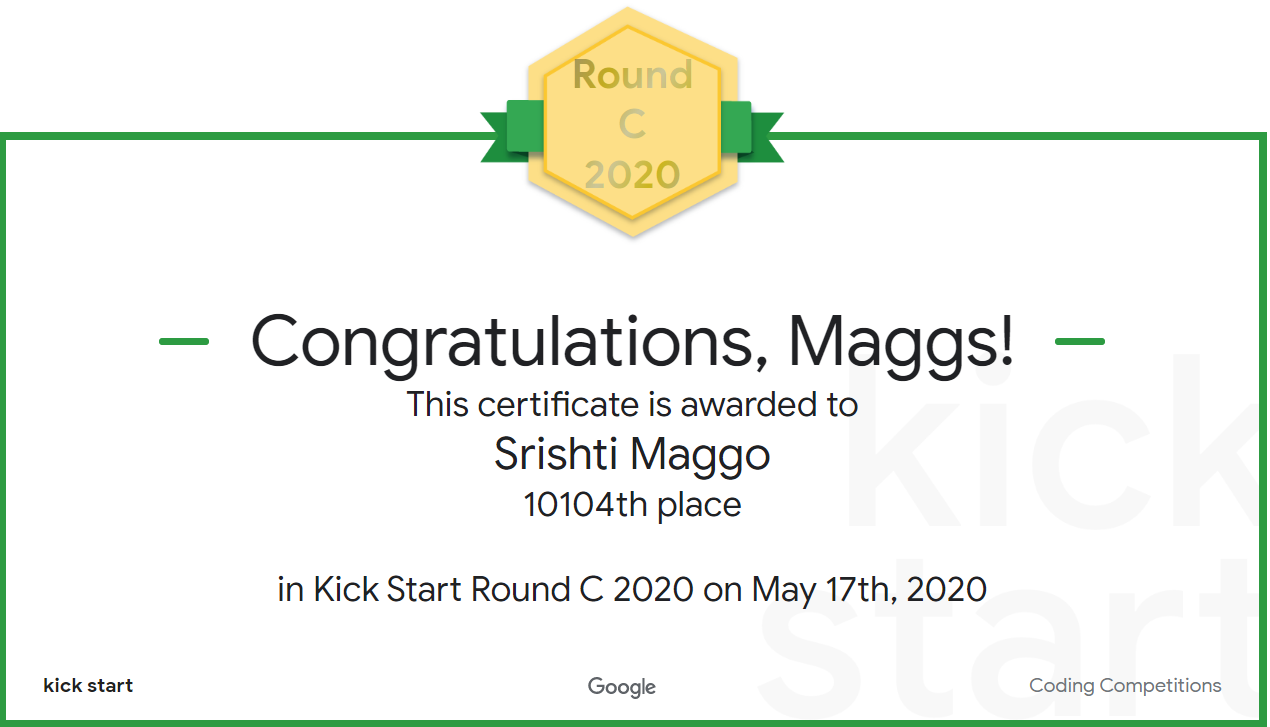 Round
C
2020
Congratulations, Maggs!
This certificate is awarded to
Srishti Maggo
10104th place
in Kick Start Round C 2020 on May 17th, 2020
kick
start
kick start
Google
Coding Competitions